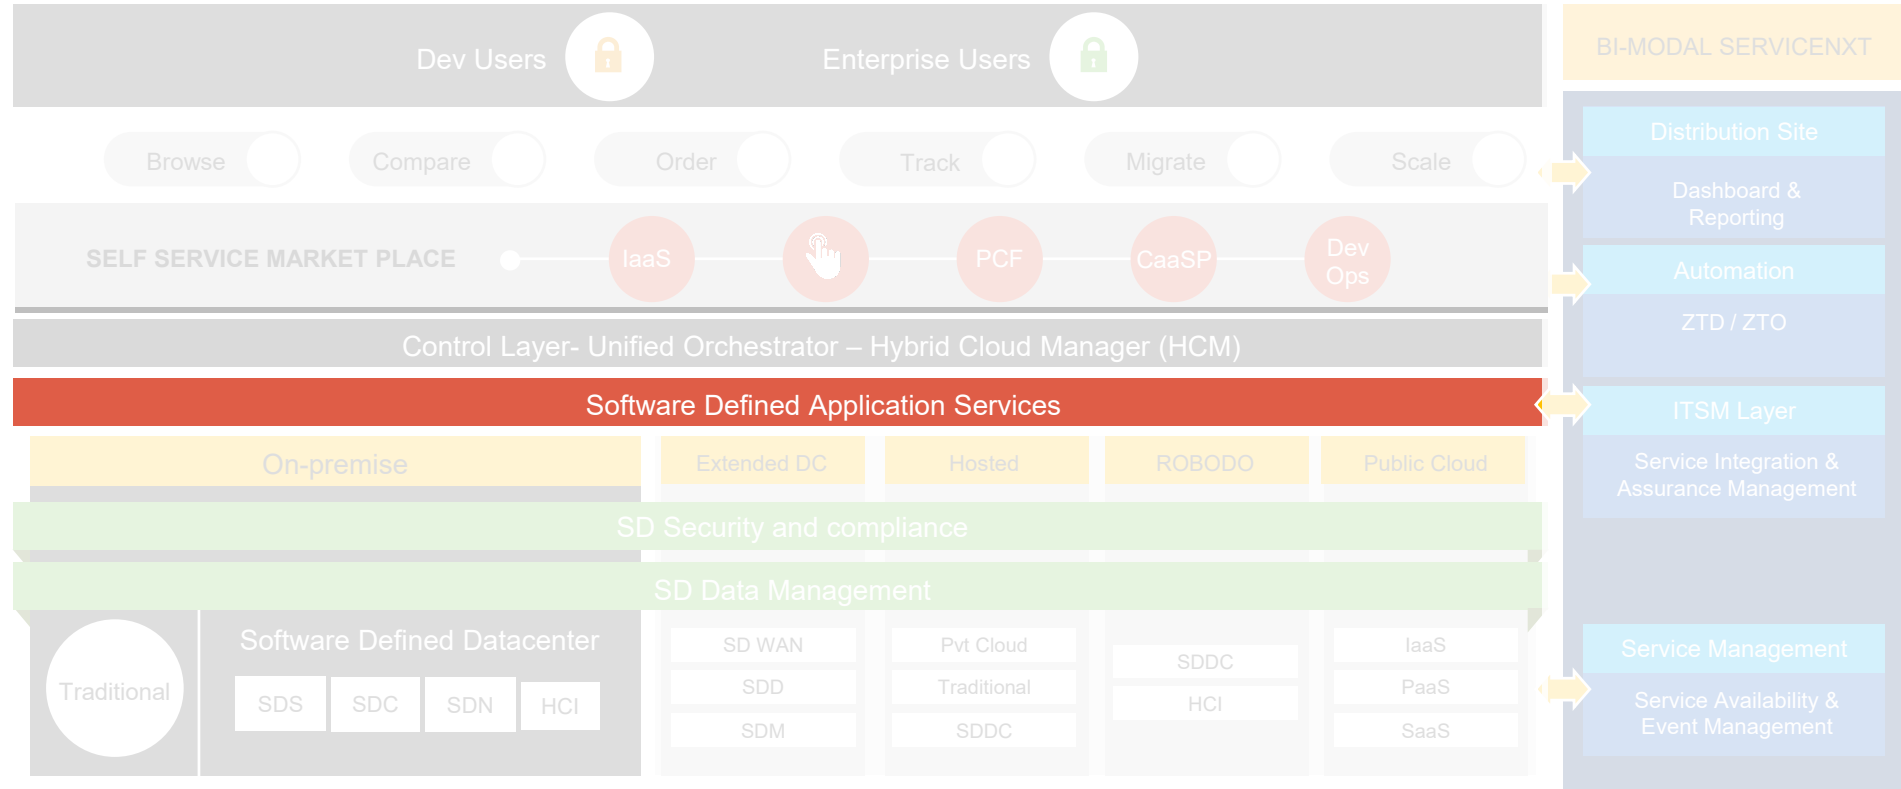 Dev Users
Enterprise Users
BI-MODAL SERVICENXT
Browse
Compare
Order
Track
Migrate
Scale
Distribution Site
Dashboard &
Reporting
SELF SERVICE MARKET PLACE
IaaS
PCF
CaaSP
Dev
Ops
Automation
ZTD / ZTO
Control Layer- Unified Orchestrator – Hybrid Cloud Manager (HCM)
Software Defined Application Services
ITSM Layer
Service Integration &
Assurance Management
On-premise
Extended DC
Hosted
ROBODO
Public Cloud
SD Security and compliance
SD Data Management
Traditional
Software Defined Datacenter
SDS
SDC
SDN
HCI
SD WAN
SDD
SDM
Pvt Cloud
Traditional
SDDC
SDDC
HCI
IaaS
PaaS
SaaS
Service Management
Service Availability &
Event Management